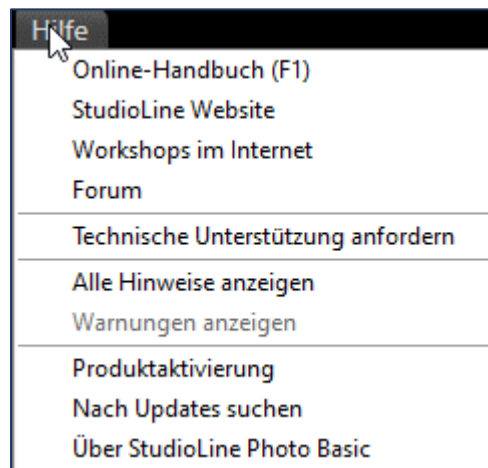 Hilfe
Online-Handbuch (F1)
StudioLine Website
Workshops im Internet
Forum
Technische Unterstützung anfordern
Alle Hinweise anzeigen
Warnungen anzeigen
Produktaktivierung
Nach Updates suchen
Über StudioLine Photo Basic